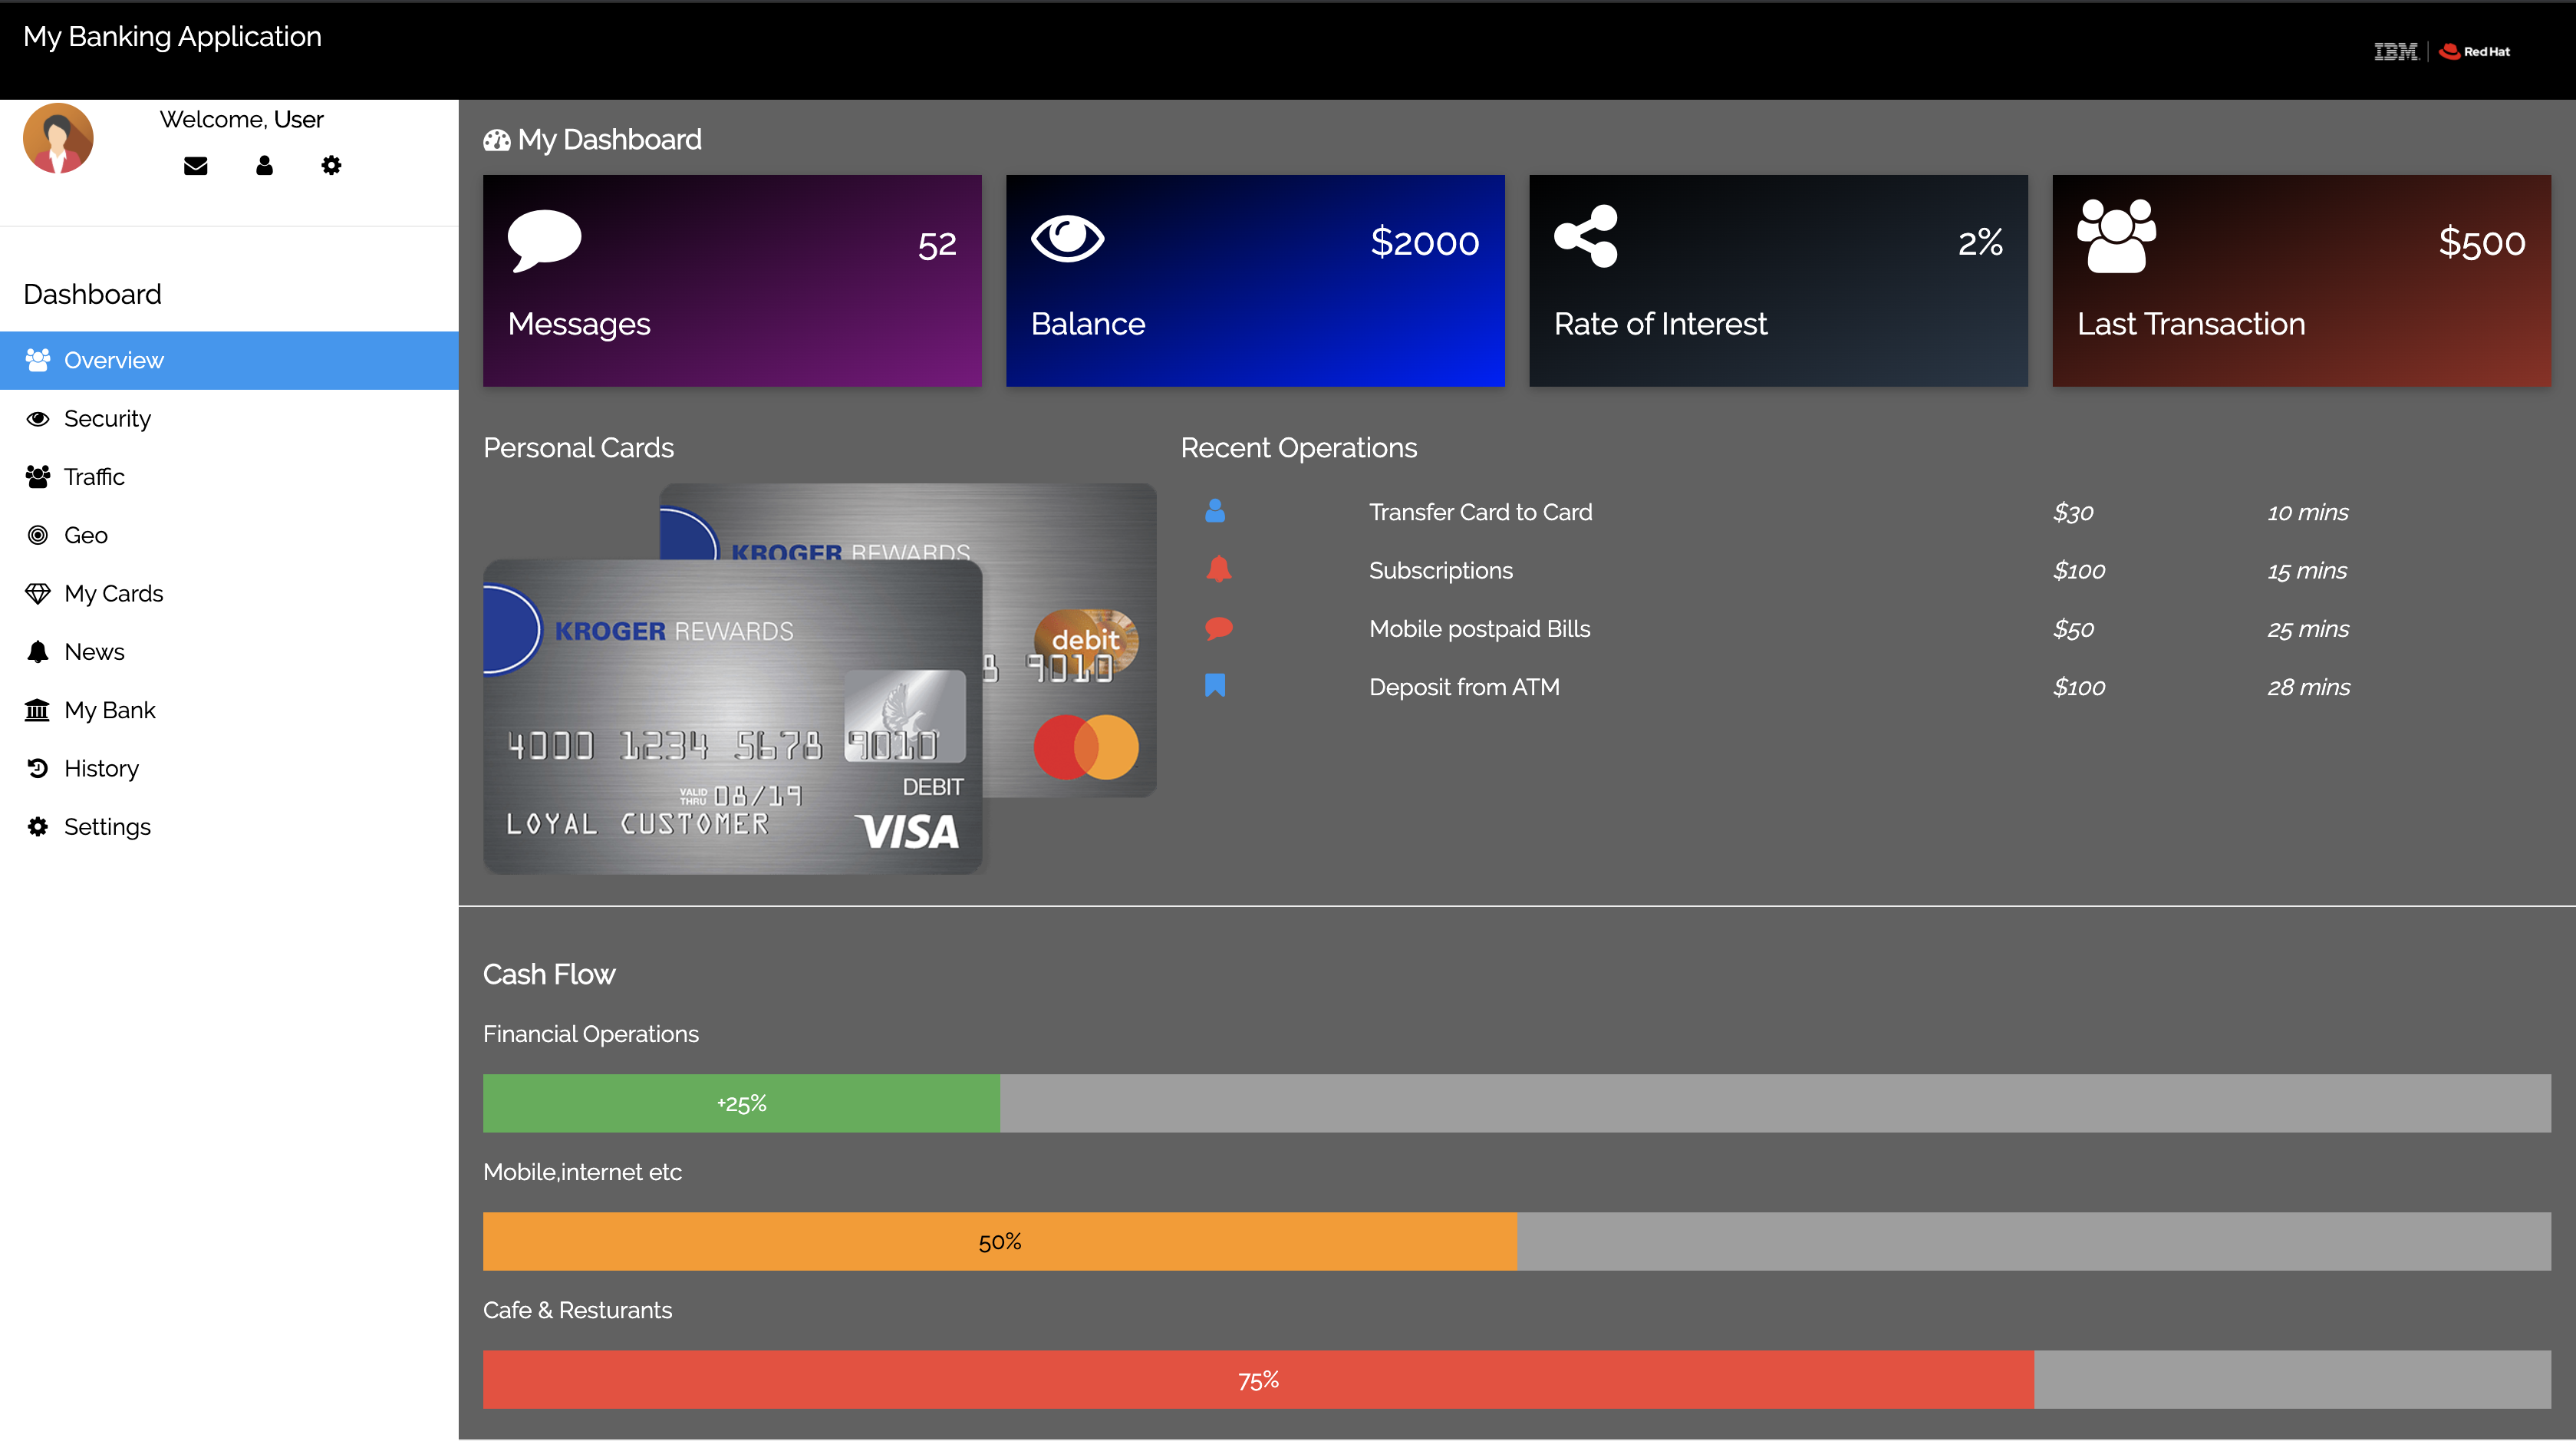 My Banking Application
IBM
Red Hat
Welcome, User
Dashboard
Overview
Security
Traffic
Geo
My Cards
News
My Bank
History
Settings
My Dashboard
52
Messages
$2000
Balance
2%
Rate of Interest
$500
Last Transaction
Personal Cards
KROGER REWARDS
debit
8 9010
KROGER REWARDS
4000 1234 5678 9010
DEBIT
VALID THRU 08/19
LOYAL CUSTOMER
VISA
Recent Operations
Transfer Card to Card $30 10 mins
Subscriptions $100 15 mins
Mobile postpaid Bills $50 25 mins
Deposit from ATM $100 28 mins
Cash Flow
Financial Operations
+25%
Mobile,internet etc
50%
Cafe & Resturants
75%